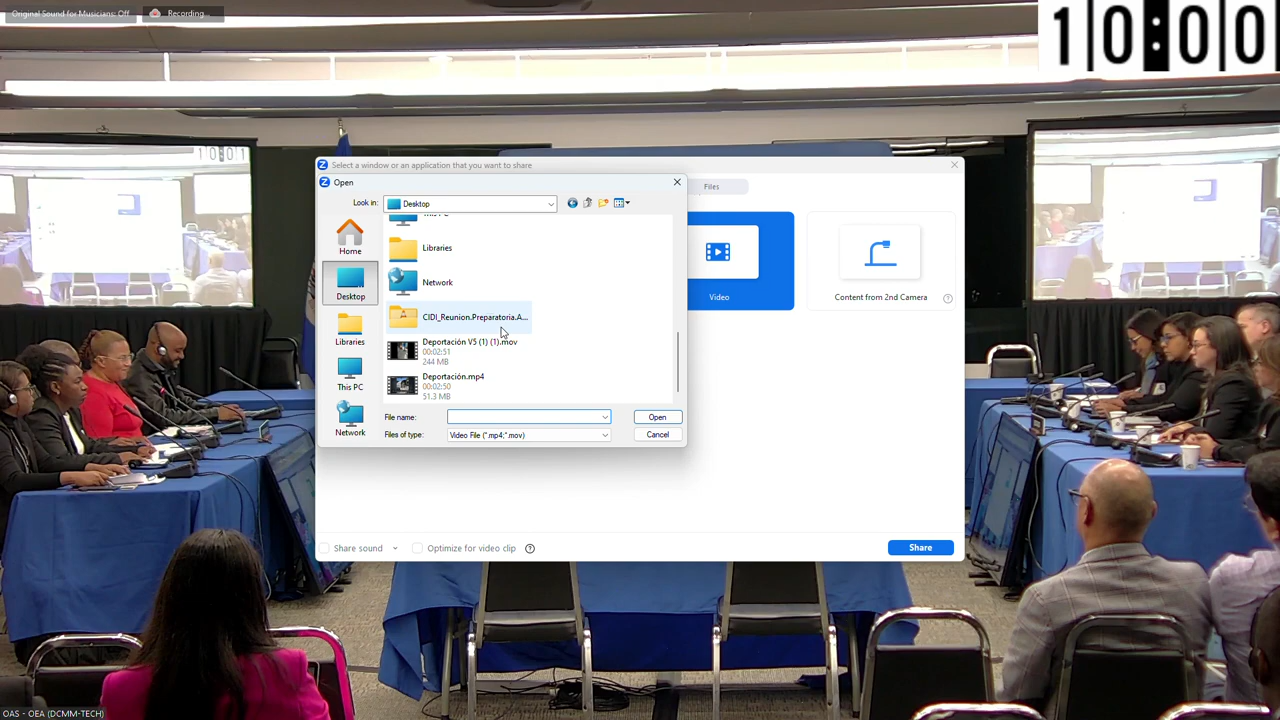 Original Sound for Musicians: Off
Recording...
10:00
10:01
Select a window or an application that you want to share
Open
Files
Look in:
Desktop
Home
Desktop
Libraries
This PC
Network
Libraries
Network
CIDI_Reunion.Preparatoria.A...
Deportación V5 (1) (1).mov
00:02:51
244 MB
Deportación.mp4
00:02:50
51.3 MB
File name:
Open
Files of type:
Video File (*.mp4;*.mov)
Cancel
Video
Content from 2nd Camera
Share sound
Optimize for video clip
Share
OAS - OEA (DCMM-TECH)